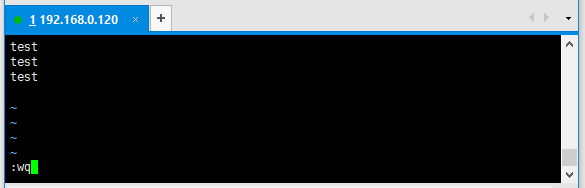 1 192.168.0.120 × +
test
test
test
~
~
~
~
:wq